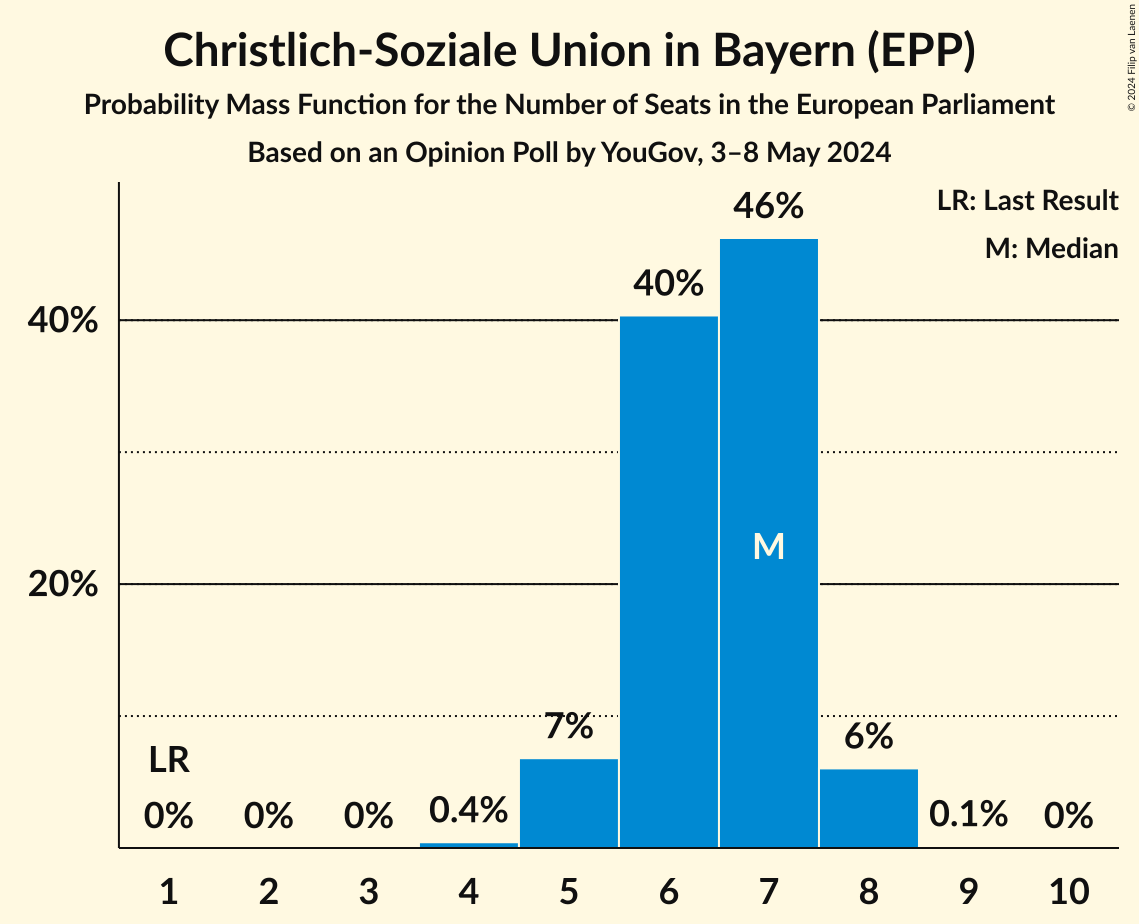 Christlich-Soziale Union in Bayern (EPP)
Probability Mass Function for the Number of Seats in the European Parliament
Based on an Opinion Poll by YouGov, 3–8 May 2024
© 2024 Filip van Laenen
LR: Last Result
M: Median
46%
40%
40%
M
20%
7%
6%
LR
0%
0%
0%
0.4%
0.1%
0%
1 2 3 4 5 6 7 8 9 10